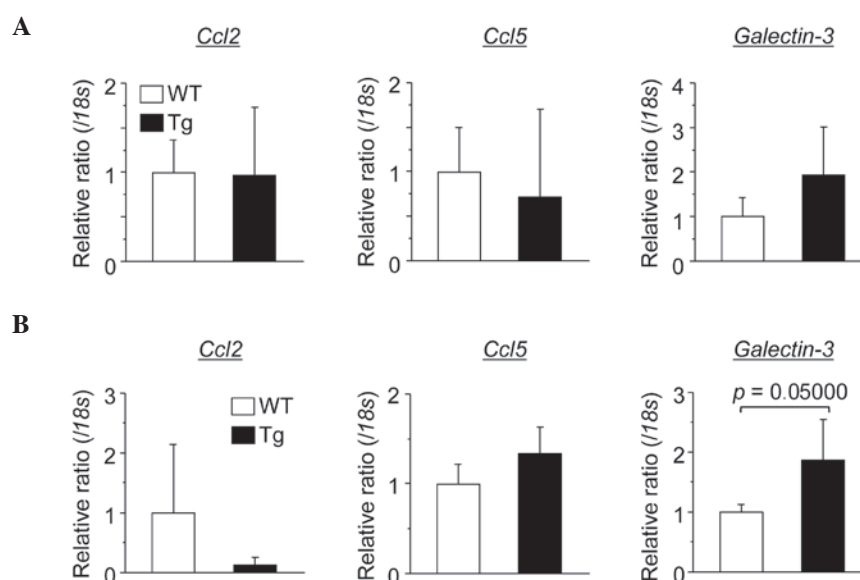 A
Ccl2
Ccl5
Galectin-3
Relative ratio (/18s)
2
1
0
WT
Tg
Relative ratio (/18s)
2
1
0
Relative ratio (/18s)
4
3
2
1
0
B
Ccl2
Ccl5
Galectin-3
Relative ratio (/18s)
3
2
1
0
WT
Tg
Relative ratio (/18s)
2
1
0
Relative ratio (/18s)
3
2
1
0
p = 0.05000